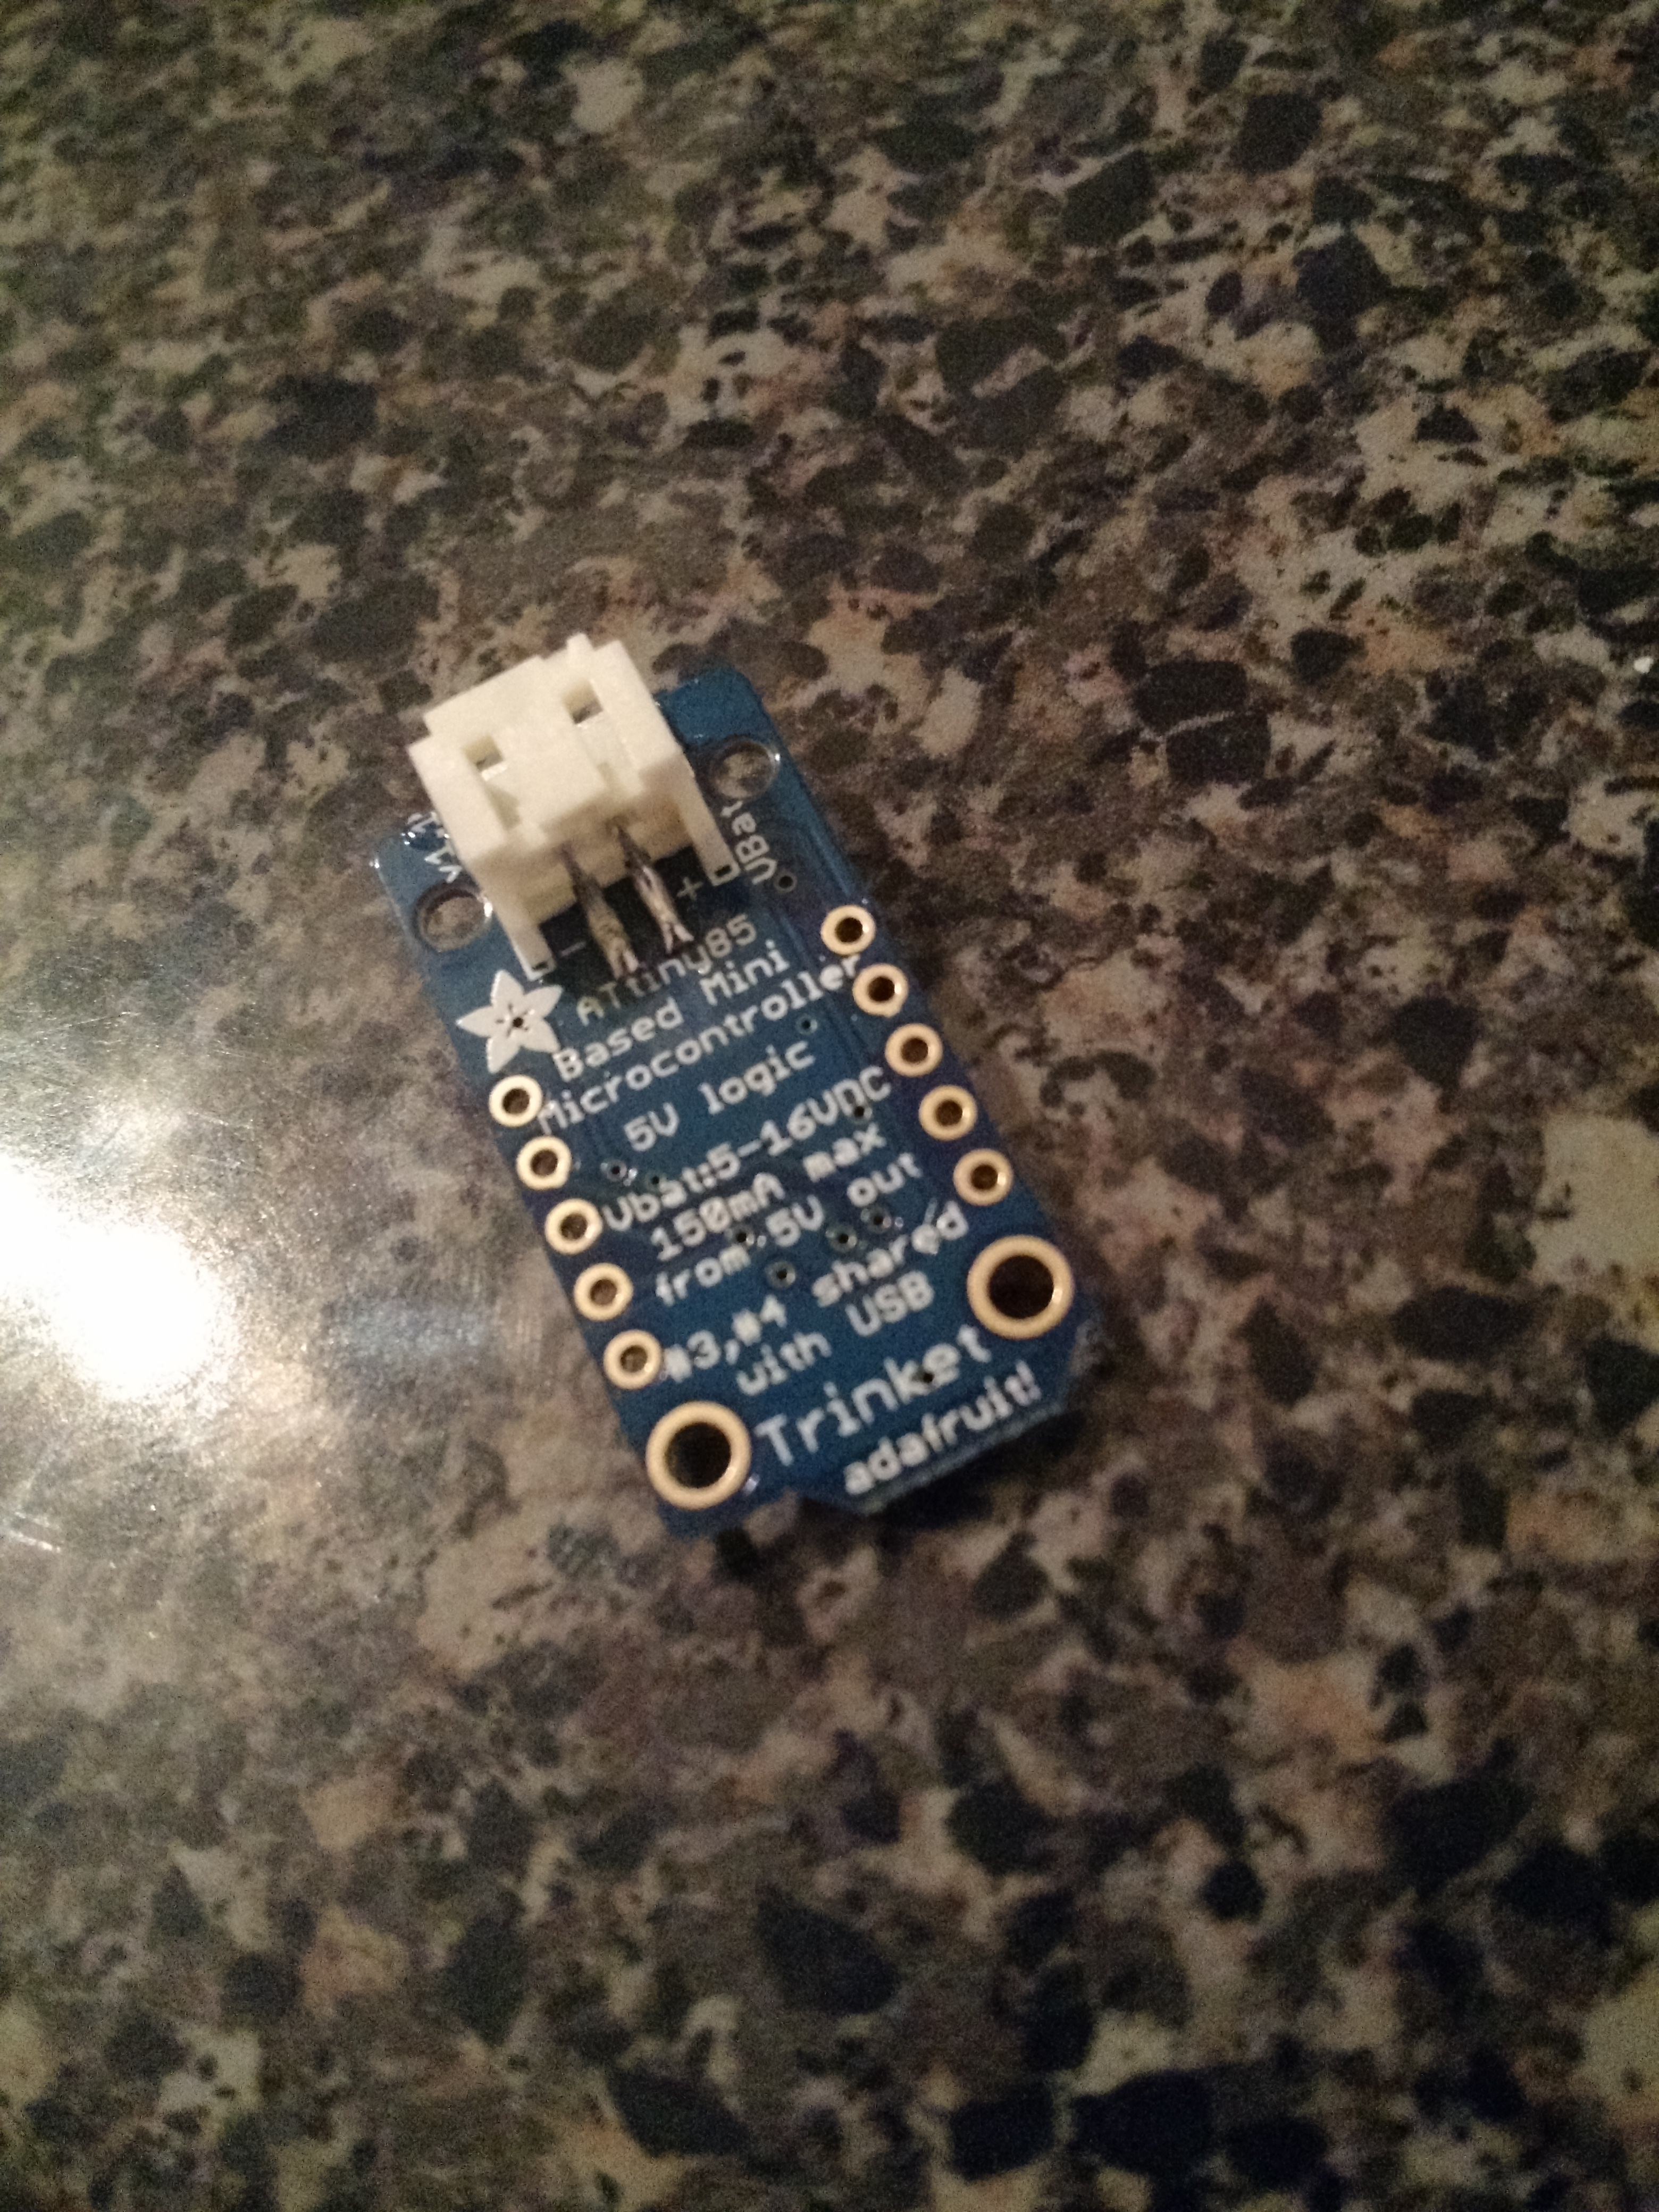 VBat
- +
ATtiny85
Based Mini
Microcontroller
5V logic
Vbat:5-16VDC
150mA max
from 5V out
#3,#4 shared
with USB
Trinket
adafruit!